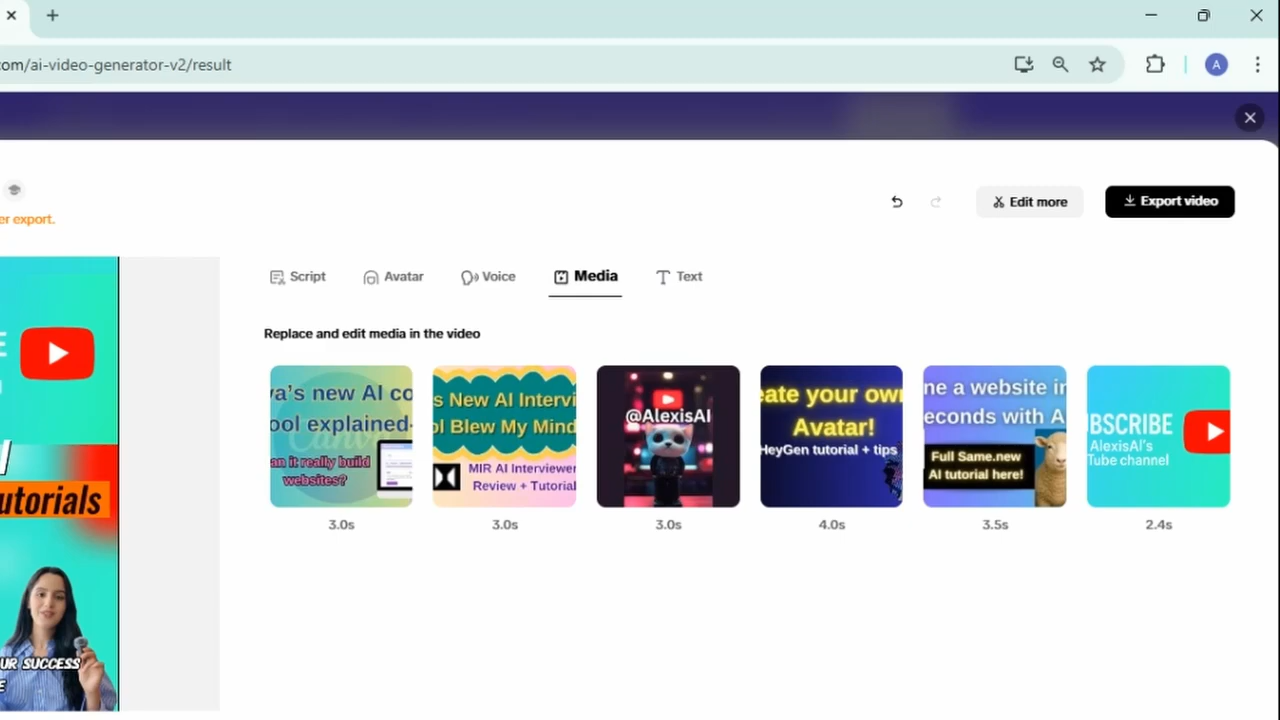 com/ai-video-generator-v2/result
A
er export.
Edit more
Export video
Script
Avatar
Voice
Media
Text
Replace and edit media in the video
va's new AI co
ool explained-
an it really build
websites?
3.0s
s New AI Intervi
ol Blew My Mind
MIR AI Interviewer
Review + Tutorial
3.0s
@AlexisAI
3.0s
eate your own
Avatar!
HeyGen tutorial + tips
4.0s
ne a website in
econds with A
Full Same.new
AI tutorial here!
3.5s
UBSCRIBE
AlexisAI's
Tube channel
2.4s
E
utorials
UR SUCCESS
E